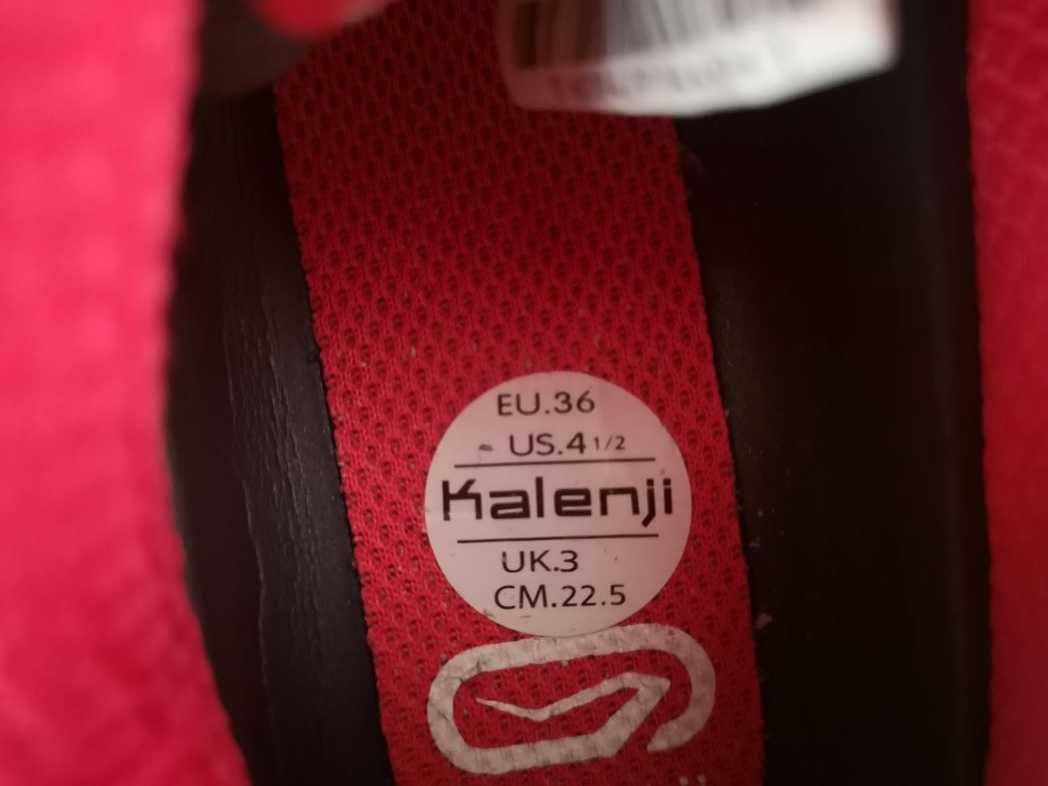 EU.36
US.4 1/2
Kalenji
UK.3
CM.22.5